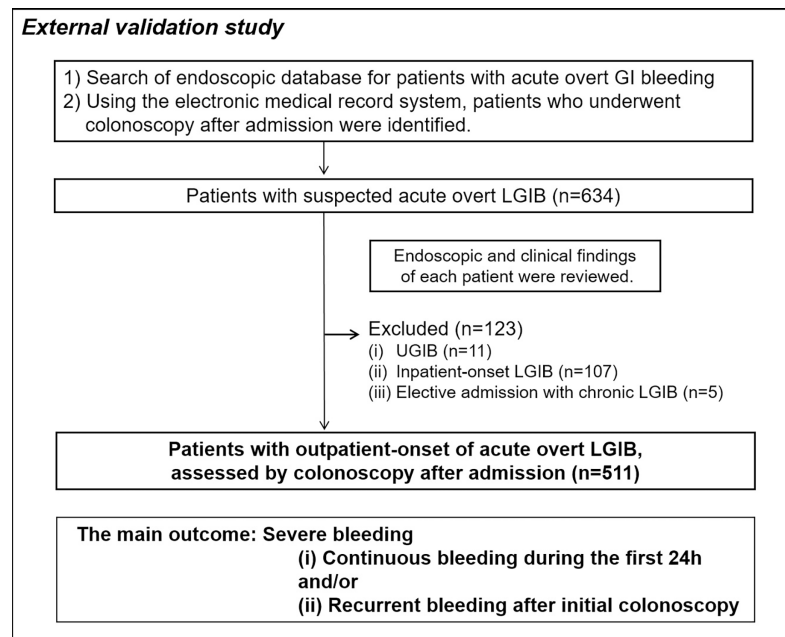 External validation study
1) Search of endoscopic database for patients with acute overt GI bleeding
2) Using the electronic medical record system, patients who underwent
colonoscopy after admission were identified.
Patients with suspected acute overt LGIB (n=634)
Endoscopic and clinical findings
of each patient were reviewed.
Excluded (n=123)
(i) UGIB (n=11)
(ii) Inpatient-onset LGIB (n=107)
(iii) Elective admission with chronic LGIB (n=5)
Patients with outpatient-onset of acute overt LGIB,
assessed by colonoscopy after admission (n=511)
The main outcome: Severe bleeding
(i) Continuous bleeding during the first 24h
and/or
(ii) Recurrent bleeding after initial colonoscopy